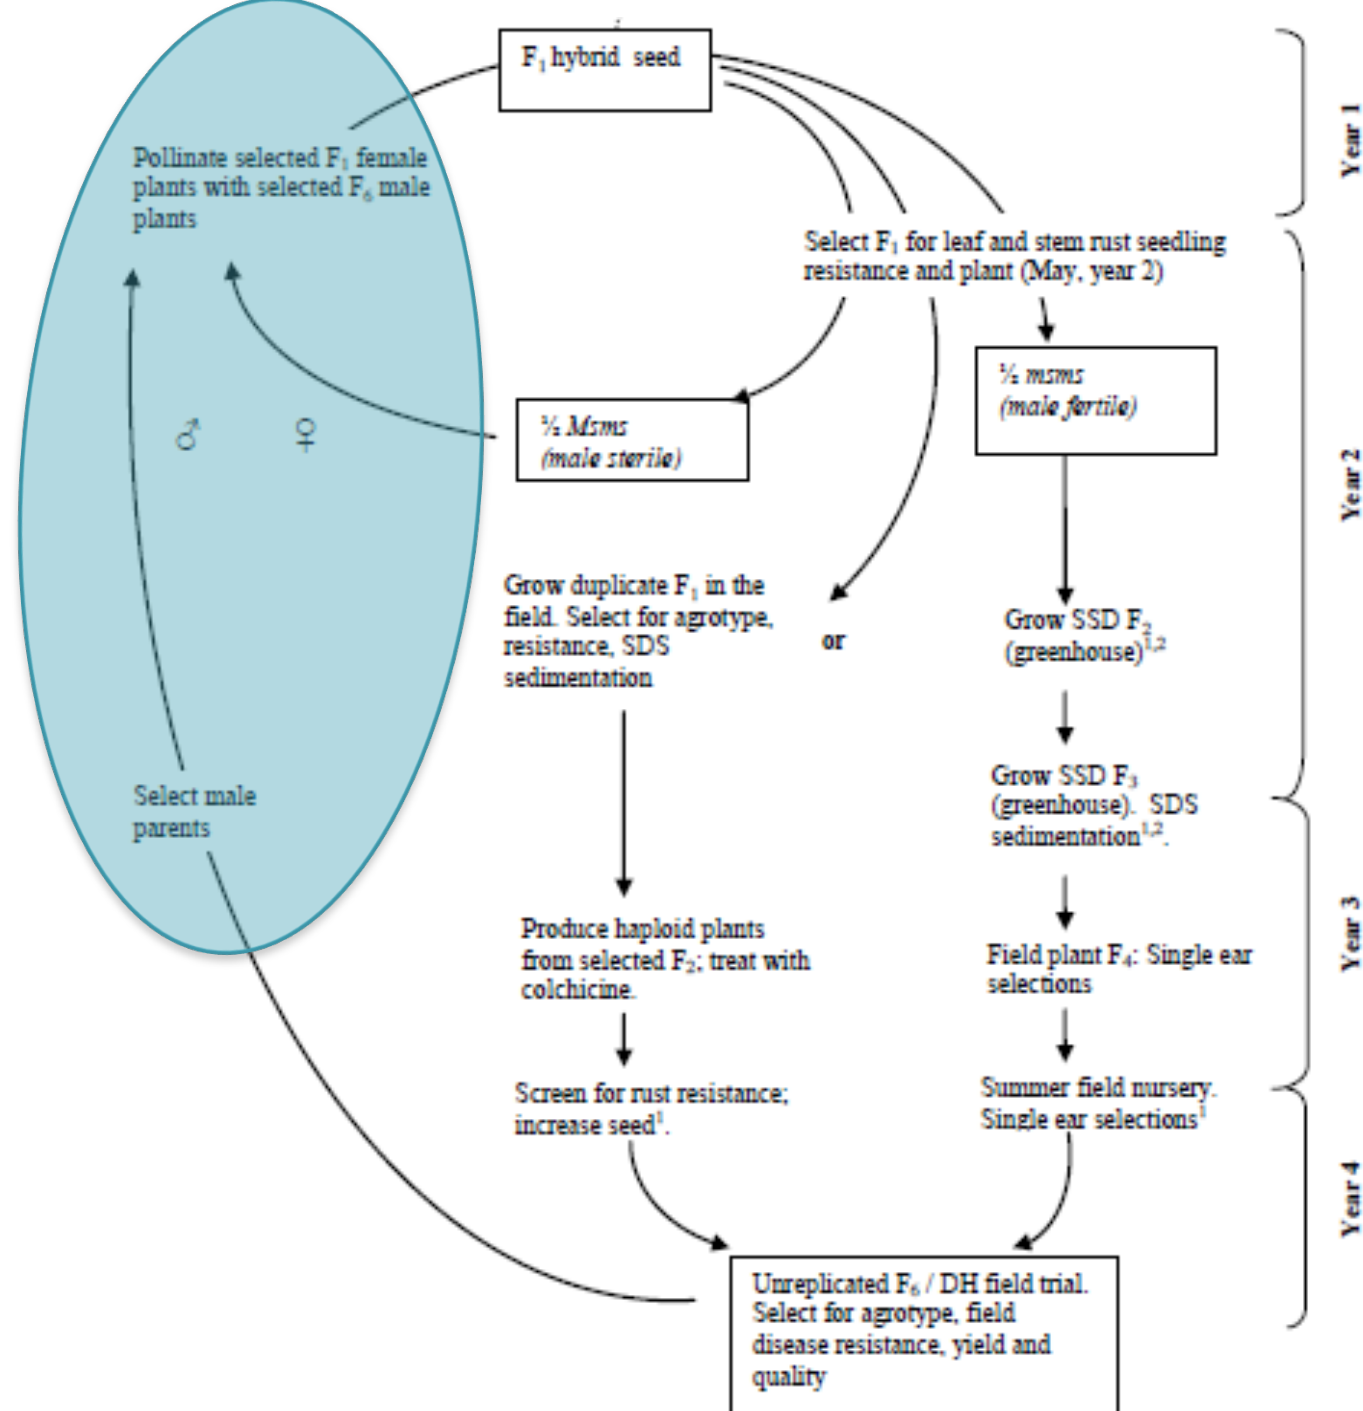 F₁ hybrid seed
Year 1
Pollinate selected F₁ female
plants with selected F₆ male
plants
Select F₁ for leaf and stem rust seedling
resistance and plant (May, year 2)
½ msms
(male fertile)
½ Msms
(male sterile)
♂ ♀
Year 2
Grow duplicate F₁ in the
field. Select for agrotype,
resistance, SDS
sedimentation
or
Grow SSD F₂
(greenhouse)¹,²
Grow SSD F₃
(greenhouse). SDS
sedimentation¹,².
Select male
parents
Produce haploid plants
from selected F₂; treat with
colchicine.
Field plant F₄: Single ear
selections
Year 3
Screen for rust resistance;
increase seed¹.
Summer field nursery.
Single ear selections¹
Year 4
Unreplicated F₆ / DH field trial.
Select for agrotype, field
disease resistance, yield and
quality